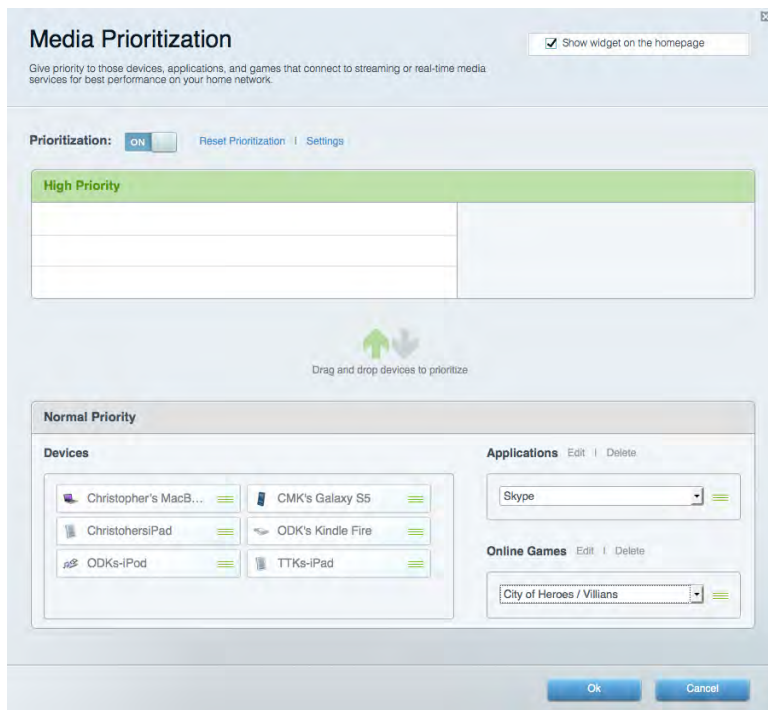 Media Prioritization
Show widget on the homepage
Give priority to those devices, applications, and games that connect to streaming or real-time media
services for best performance on your home network.
Prioritization: ON Reset Prioritization | Settings
High Priority
Drag and drop devices to prioritize
Normal Priority
Devices
Christopher's MacB...
CMK's Galaxy S5
ChristohersiPad
ODK's Kindle Fire
ODKs-iPod
TTKs-iPad
Applications Edit | Delete
Skype
Online Games Edit | Delete
City of Heroes / Villians
Ok
Cancel